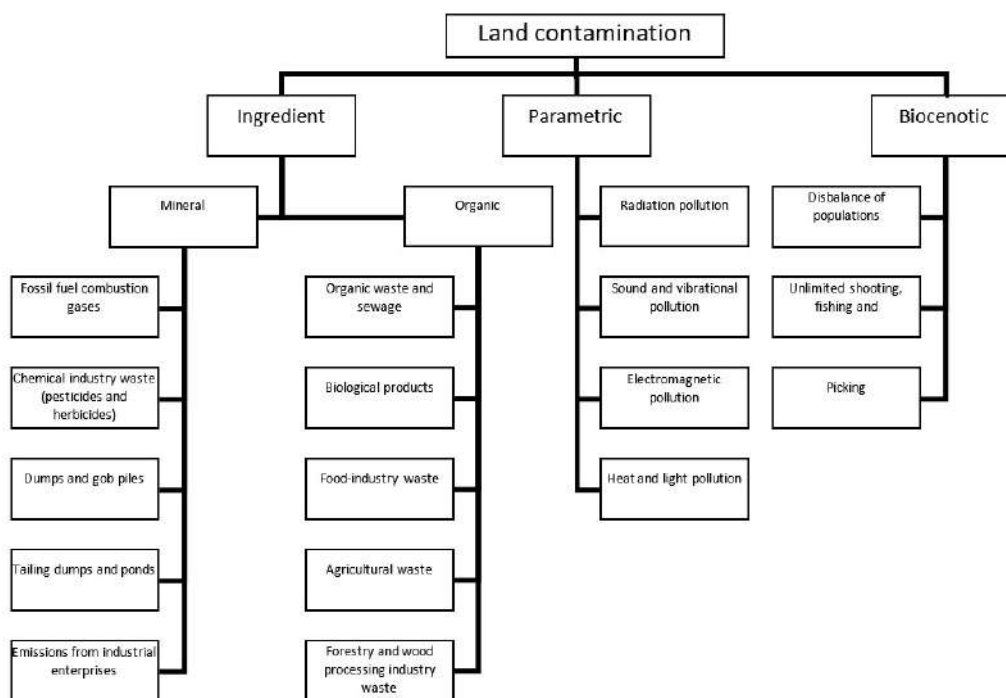 Land contamination
Ingredient
Parametric
Biocenotic
Mineral
Organic
Radiation pollution
Disbalance of
populations
Fossil fuel combustion
gases
Organic waste and
sewage
Sound and vibrational
pollution
Unlimited shooting,
fishing and
Chemical industry waste
(pesticides and
herbicides)
Biological products
Electromagnetic
pollution
Picking
Dumps and gob piles
Food-industry waste
Heat and light pollution
Tailing dumps and ponds
Agricultural waste
Emissions from industrial
enterprises
Forestry and wood
processing industry
waste